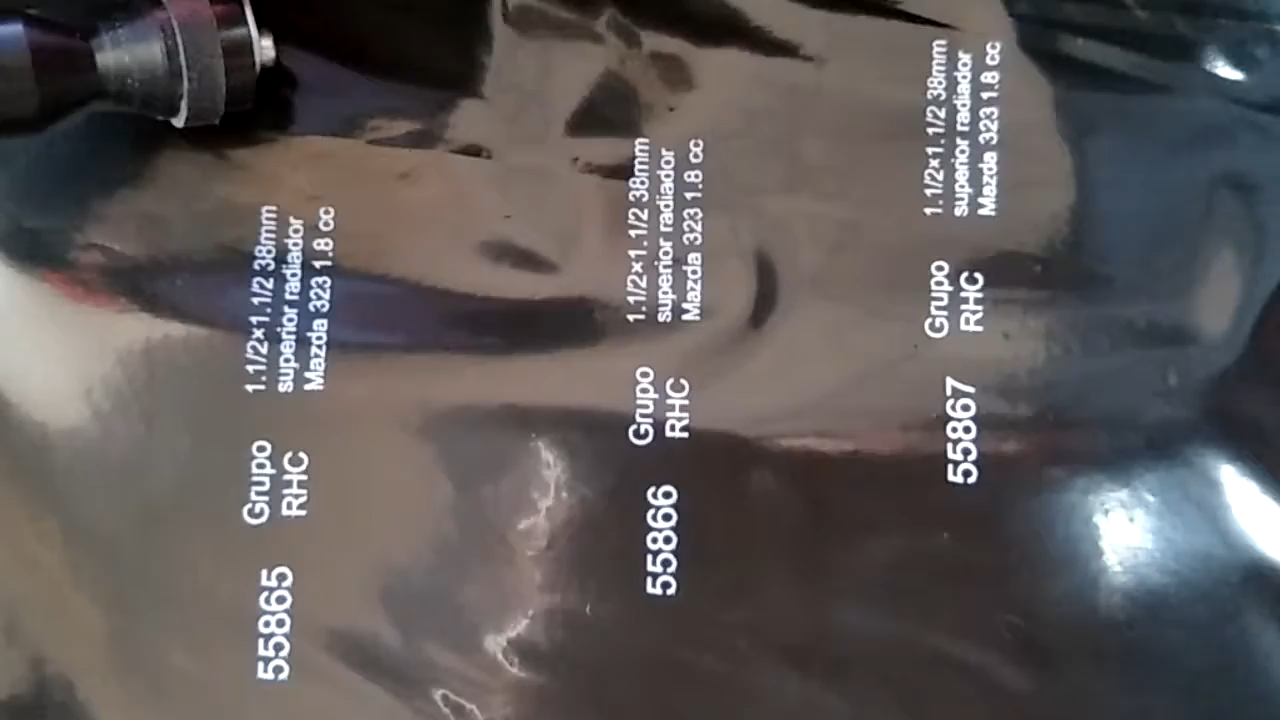 55865
Grupo
RHC
1.1/2×1.1/2 38mm
superior radiador
Mazda 323 1.8 cc
55866
Grupo
RHC
1.1/2×1.1/2 38mm
superior radiador
Mazda 323 1.8 cc
55867
Grupo
RHC
1.1/2×1.1/2 38mm
superior radiador
Mazda 323 1.8 cc